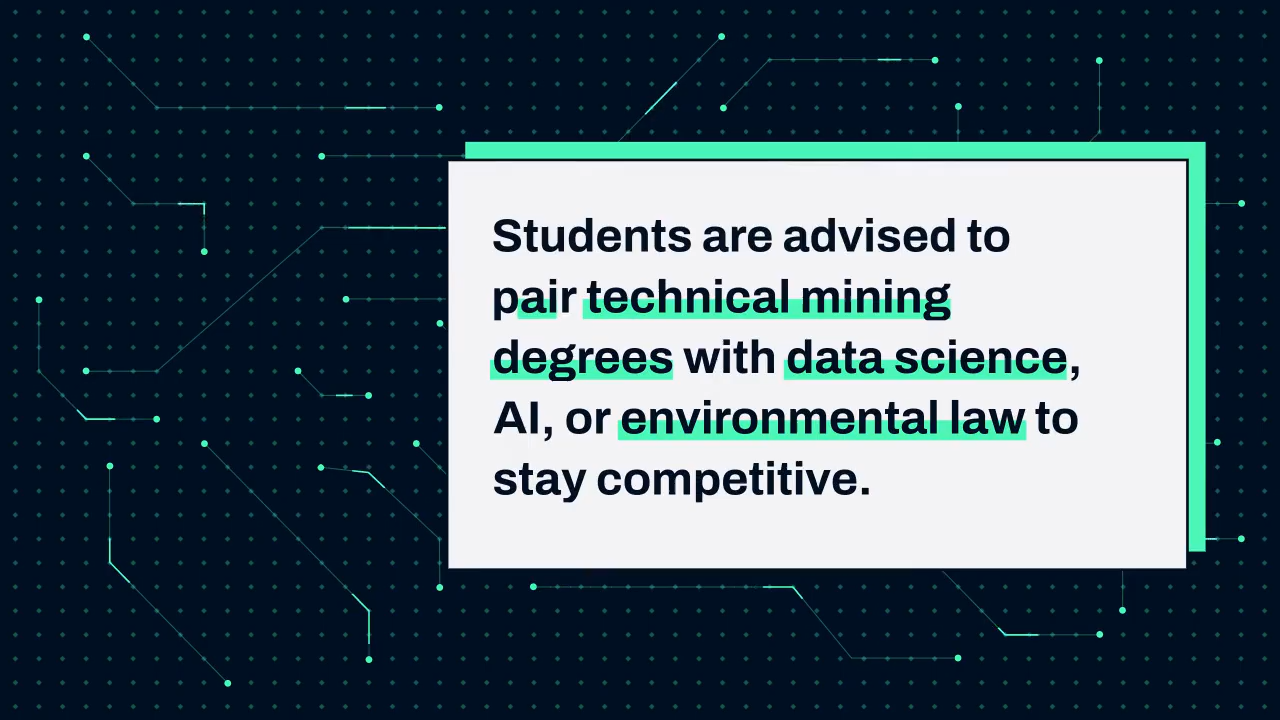 Students are advised to
pair technical mining
degrees with data science,
AI, or environmental law to
stay competitive.